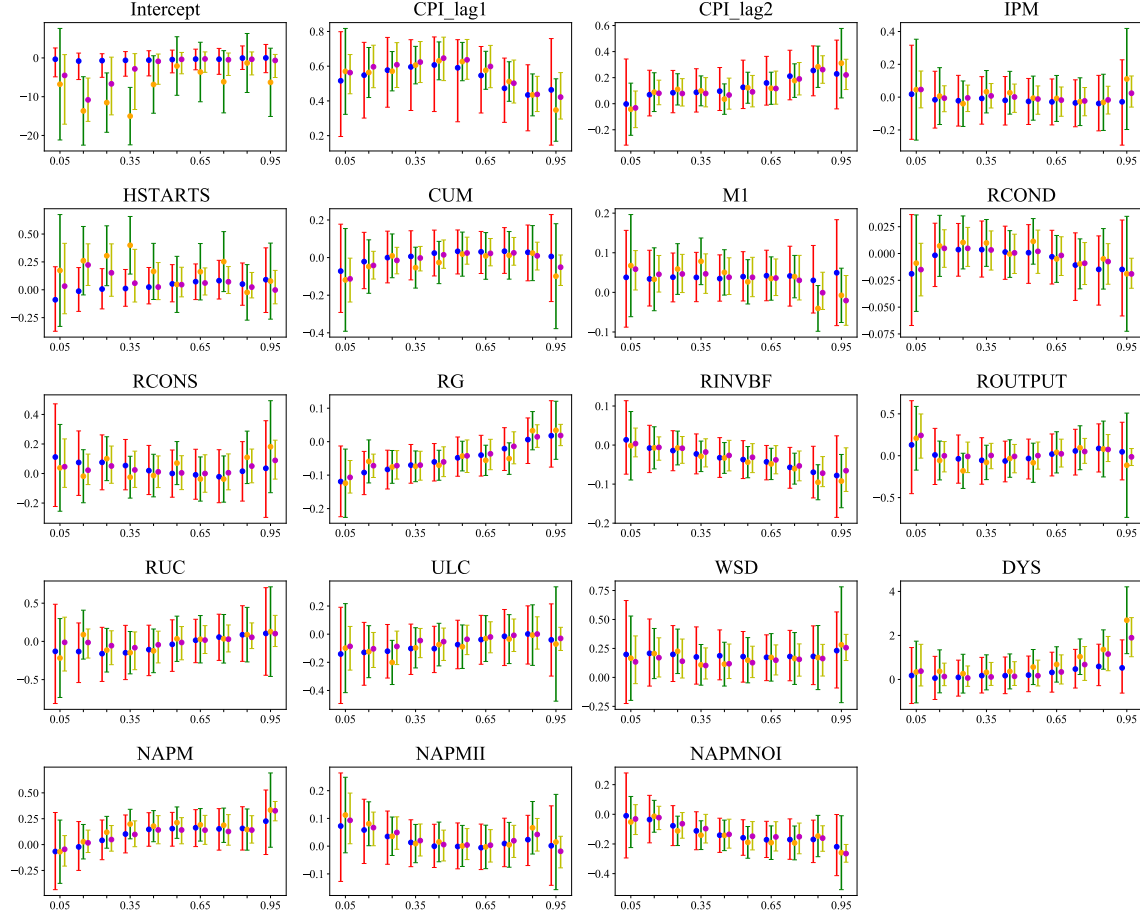 Intercept CPI_lag1 CPI_lag2 IPM
0 −10 −20
0.8 0.6 0.4 0.2
0.6 0.4 0.2 0.0 −0.2
0.4 0.2 0.0 −0.2
0.05 0.35 0.65 0.95 0.05 0.35 0.65 0.95 0.05 0.35 0.65 0.95 0.05 0.35 0.65 0.95
HSTARTS CUM M1 RCOND
0.50 0.25 0.00 −0.25
0.2 0.0 −0.2 −0.4
0.2 0.1 0.0 −0.1
0.025 0.000 −0.025 −0.050 −0.075
0.05 0.35 0.65 0.95 0.05 0.35 0.65 0.95 0.05 0.35 0.65 0.95 0.05 0.35 0.65 0.95
RCONS RG RINVBF ROUTPUT
0.4 0.2 0.0 −0.2
0.1 0.0 −0.1 −0.2
0.1 0.0 −0.1 −0.2
0.5 0.0 −0.5
0.05 0.35 0.65 0.95 0.05 0.35 0.65 0.95 0.05 0.35 0.65 0.95 0.05 0.35 0.65 0.95
RUC ULC WSD DYS
0.5 0.0 −0.5
0.2 0.0 −0.2 −0.4
0.75 0.50 0.25 0.00 −0.25
4 2 0
0.05 0.35 0.65 0.95 0.05 0.35 0.65 0.95 0.05 0.35 0.65 0.95 0.05 0.35 0.65 0.95
NAPM NAPMII NAPMNOI
0.50 0.25 0.00 −0.25
0.2 0.1 0.0 −0.1
0.2 0.0 −0.2 −0.4
0.05 0.35 0.65 0.95 0.05 0.35 0.65 0.95 0.05 0.35 0.65 0.95